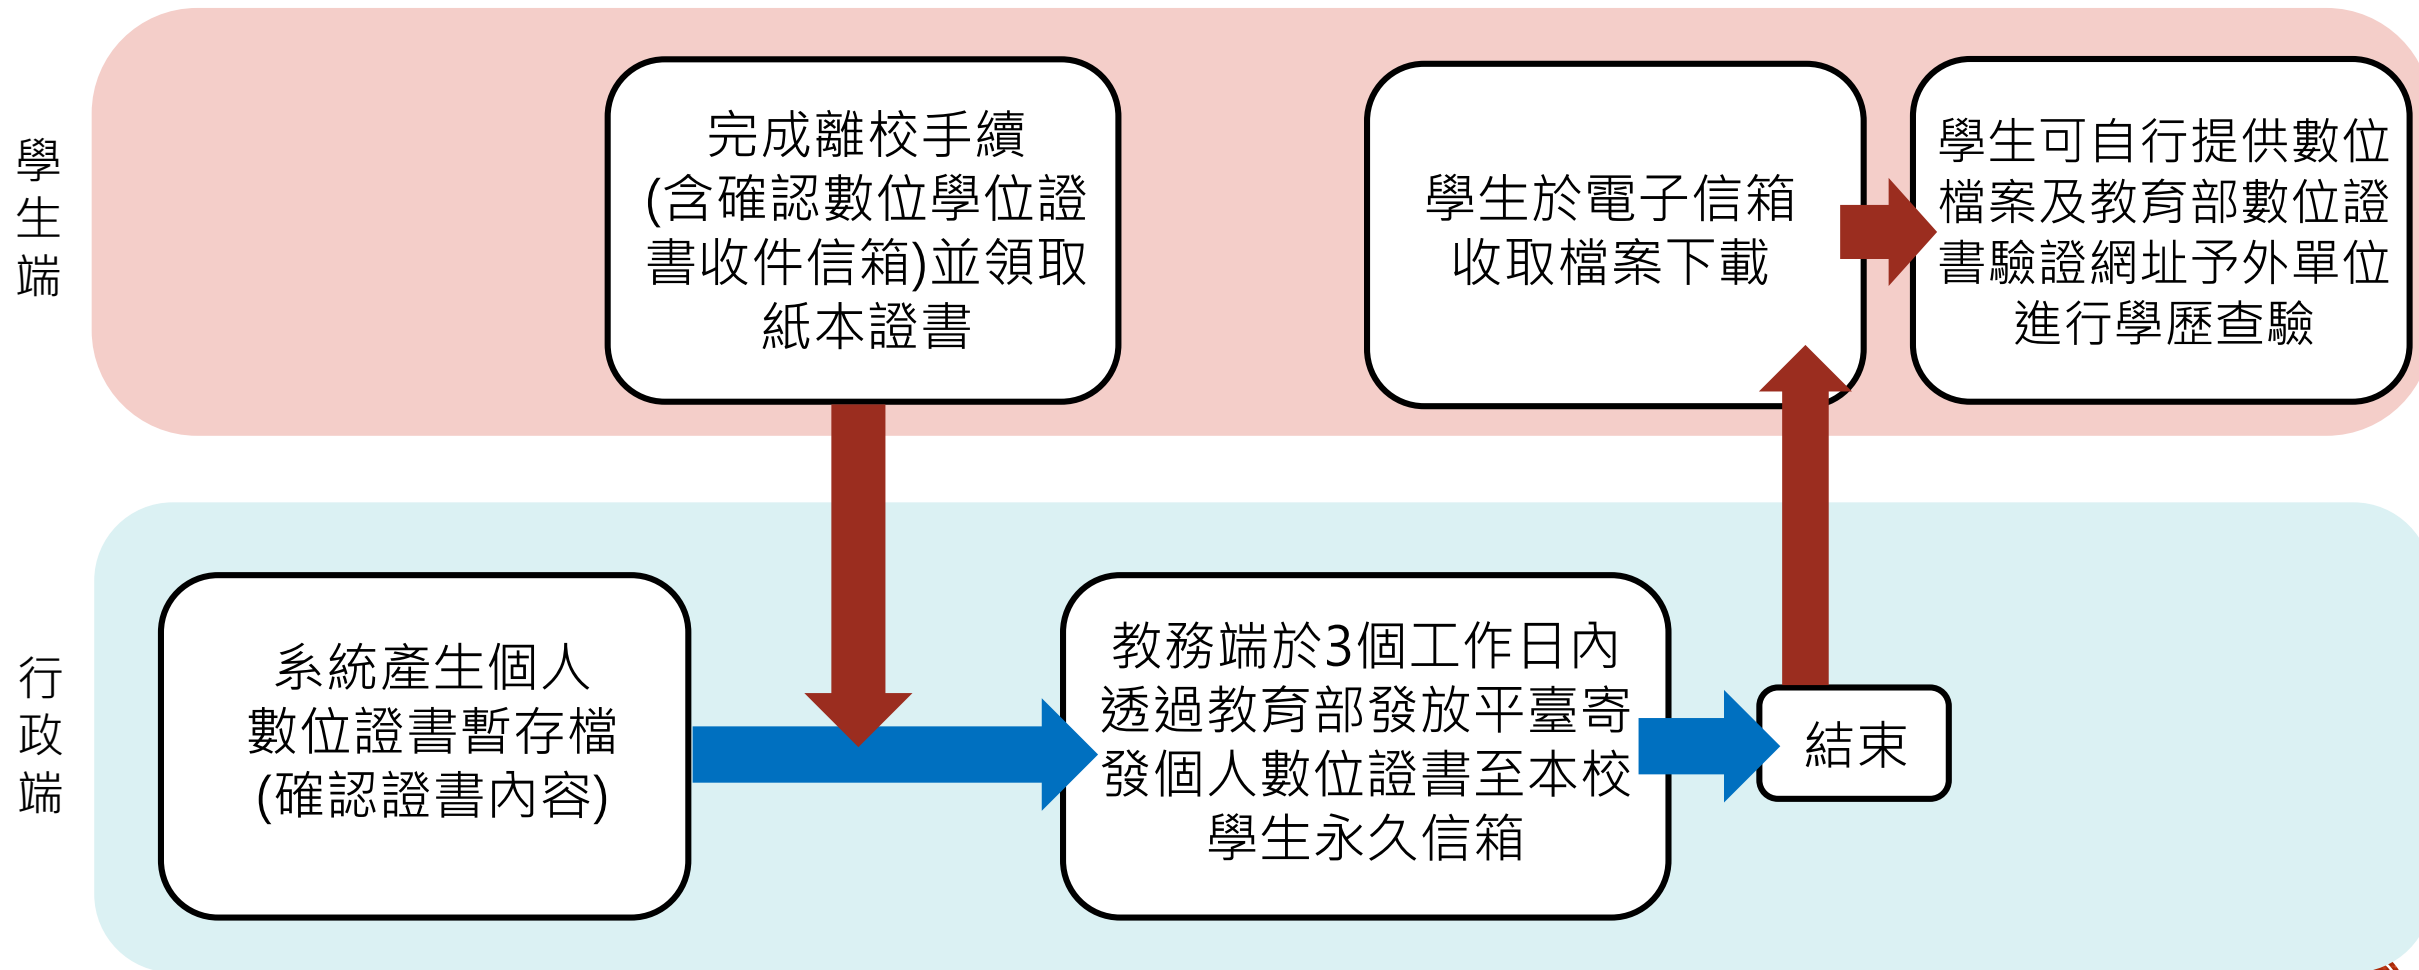 學生端
完成離校手續
(含確認數位學位證
書收件信箱)並領取
紙本證書
學生於電子信箱
收取檔案下載
學生可自行提供數位
檔案及教育部數位證
書驗證網址予外單位
進行學歷查驗
行政端
系統產生個人
數位證書暫存檔
(確認證書內容)
教務端於3個工作日內
透過教育部發放平臺寄
發個人數位證書至本校
學生永久信箱
結束